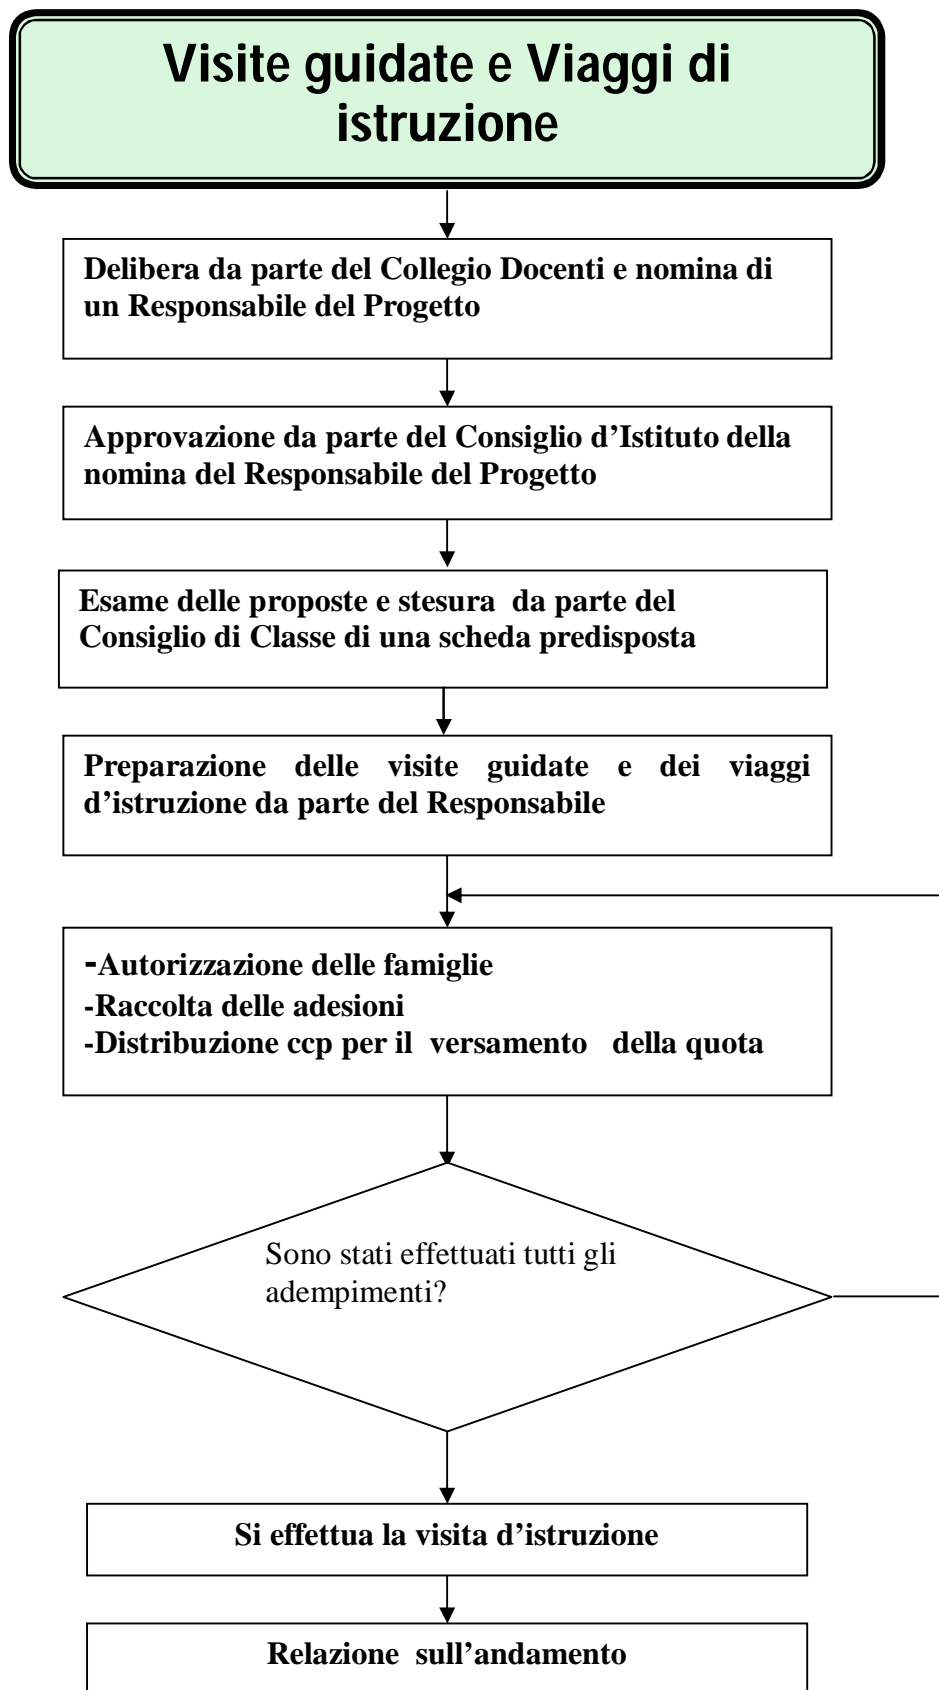 Visite guidate e Viaggi di
istruzione
Delibera da parte del Collegio Docenti e nomina di
un Responsabile del Progetto
Approvazione da parte del Consiglio d’Istituto della
nomina del Responsabile del Progetto
Esame delle proposte e stesura da parte del
Consiglio di Classe di una scheda predisposta
Preparazione delle visite guidate e dei viaggi
d’istruzione da parte del Responsabile
-Autorizzazione delle famiglie
-Raccolta delle adesioni
-Distribuzione ccp per il versamento della quota
Sono stati effettuati tutti gli
adempimenti?
Si effettua la visita d’istruzione
Relazione sull’andamento